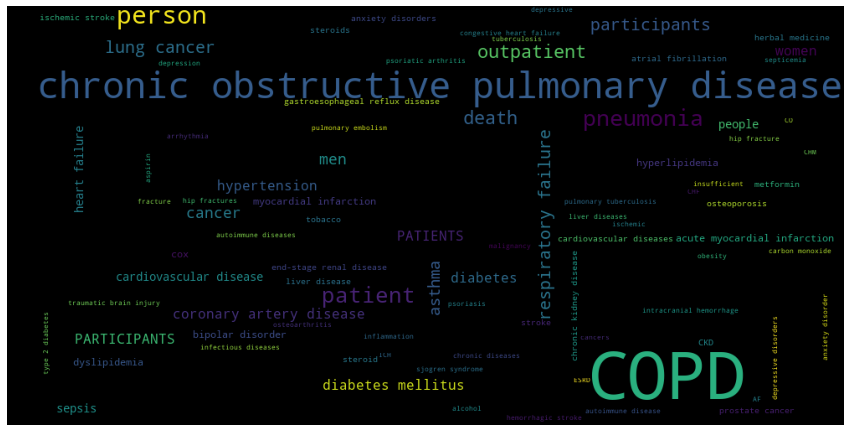 depressive
ischemic stroke
person
anxiety disorders
participants
steroids
congestive heart failure
herbal medicine
tuberculosis
lung cancer
outpatient
women
psoriatic arthritis
atrial fibrillation
septicemia
depression
chronic obstructive pulmonary disease
gastroesophageal reflux disease
death
pneumonia
people
CD
pulmonary embolism
arrhythmia
hip fracture
heart failure
respiratory failure
aspirin
men
CHM
hyperlipidemia
hypertension
insufficient
metformin
CHF
fracture
hip fractures
myocardial infarction
pulmonary tuberculosis
osteoporosis
cancer
tobacco
liver diseases
ischemic
autoimmune diseases
PATIENTS
cardiovascular diseases
acute myocardial infarction
malignancy
cox
carbon monoxide
obesity
end-stage renal disease
asthma
chronic kidney disease
cardiovascular disease
liver disease
diabetes
patient
traumatic brain injury
psoriasis
intracranial hemorrhage
anxiety disorder
coronary artery disease
type 2 diabetes
osteoarthritis
stroke
depressive disorders
PARTICIPANTS
bipolar disorder
inflammation
cancers
CKD
infectious diseases
dyslipidemia
steroid
ICH
chronic diseases
sjogren syndrome
ESRD
COPD
diabetes mellitus
AF
sepsis
alcohol
autoimmune disease
prostate cancer
hemorrhagic stroke